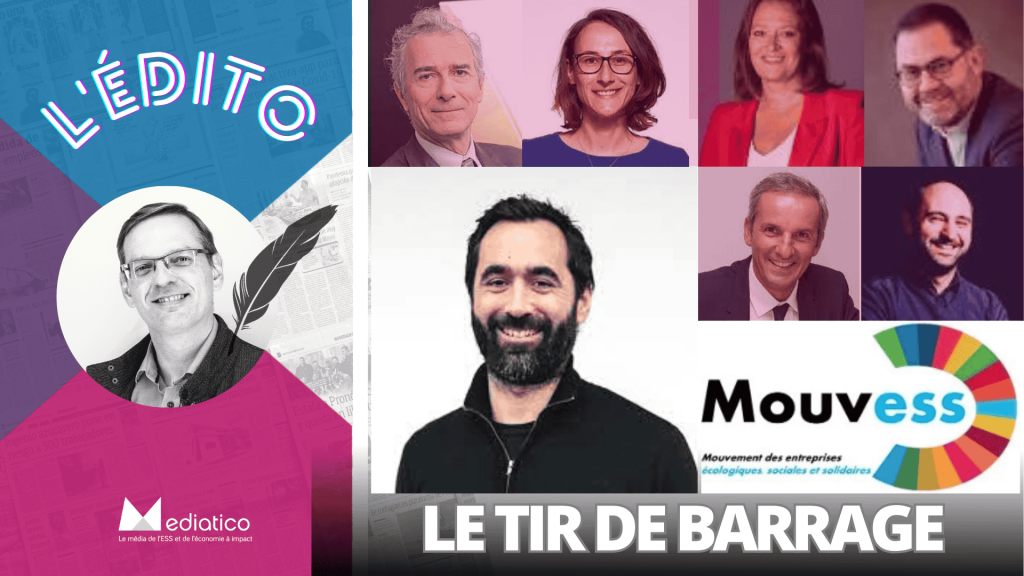 L'ÉDITO
Mediatico
Le média de l'ESS et de l'économie à impact
Mouvess
Mouvement des entreprises
écologiques, sociales et solidaires
LE TIR DE BARRAGE